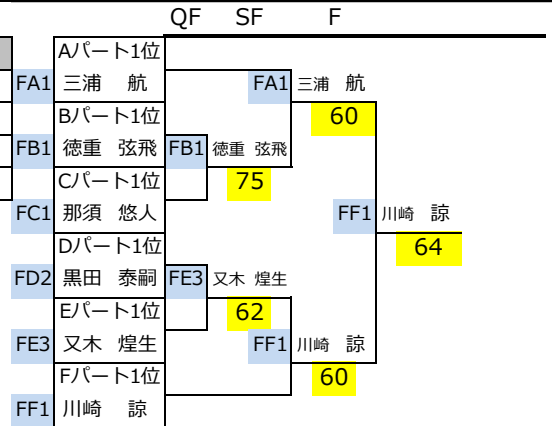 QF SF F
Aパート1位
FA1 三浦 航 FA1 三浦 航
Bパート1位 60
FB1 徳重 弦飛 FB1 徳重 弦飛
Cパート1位 75
FC1 那須 悠人 FF1 川崎 諒
Dパート1位 64
FD2 黒田 泰嗣 FE3 又木 煌生
Eパート1位 62
FE3 又木 煌生 FF1 川崎 諒
Fパート1位 60
FF1 川崎 諒